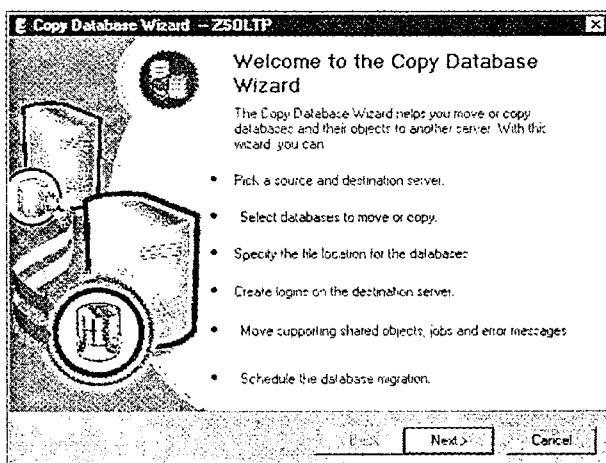 Copy Database Wizard - ZSOLTP
Welcome to the Copy Database
Wizard
The Copy Database Wizard helps you move or copy
databases and their objects to another server. With this
wizard you can
• Pick a source and destination server.
• Select databases to move or copy.
• Specify the file location for the databases
• Create logins on the destination server.
• Move supporting shared objects, jobs and error messages
• Schedule the database migration.
Next > Cancel